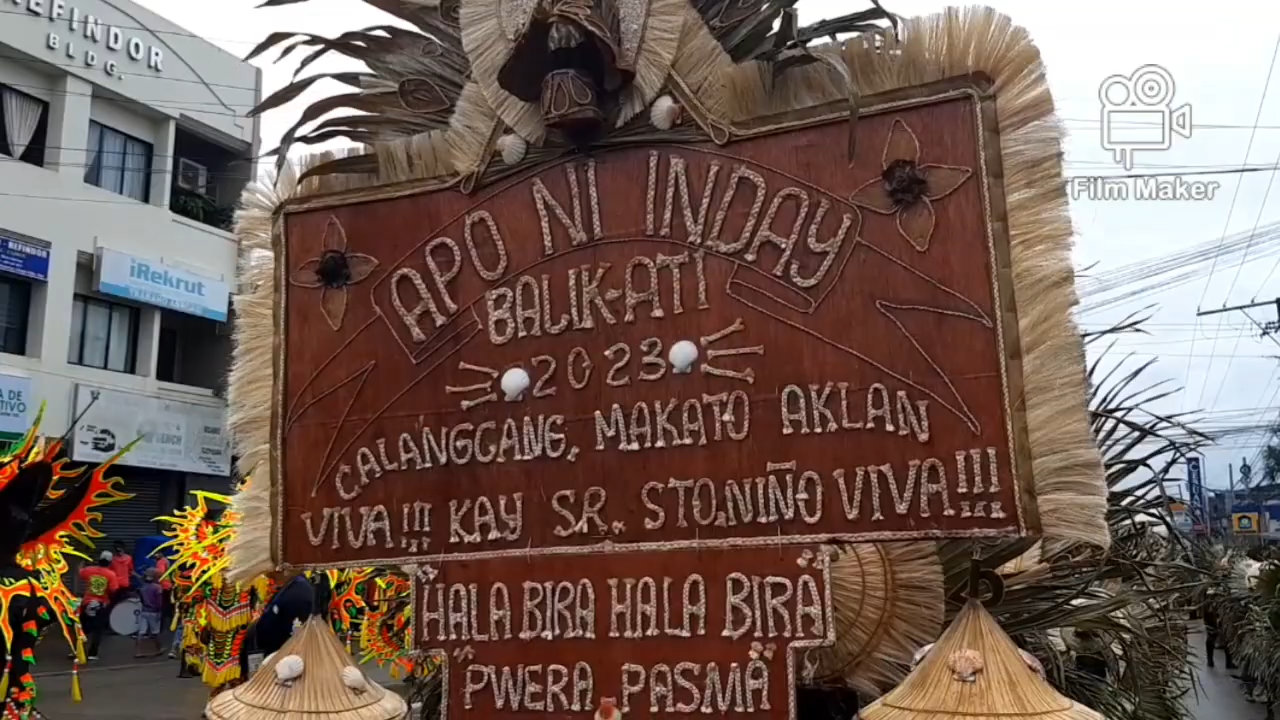 REFINDOR
BLDG.
iRekrut
Film Maker
APO NI INDAY
BALIK-ATI
2023
CALANGGANG, MAKATO AKLAN
VIVA!!! KAY SR. STO.NIÑO VIVA!!!
HALA BIRA HALA BIRA
PWERA PASMA